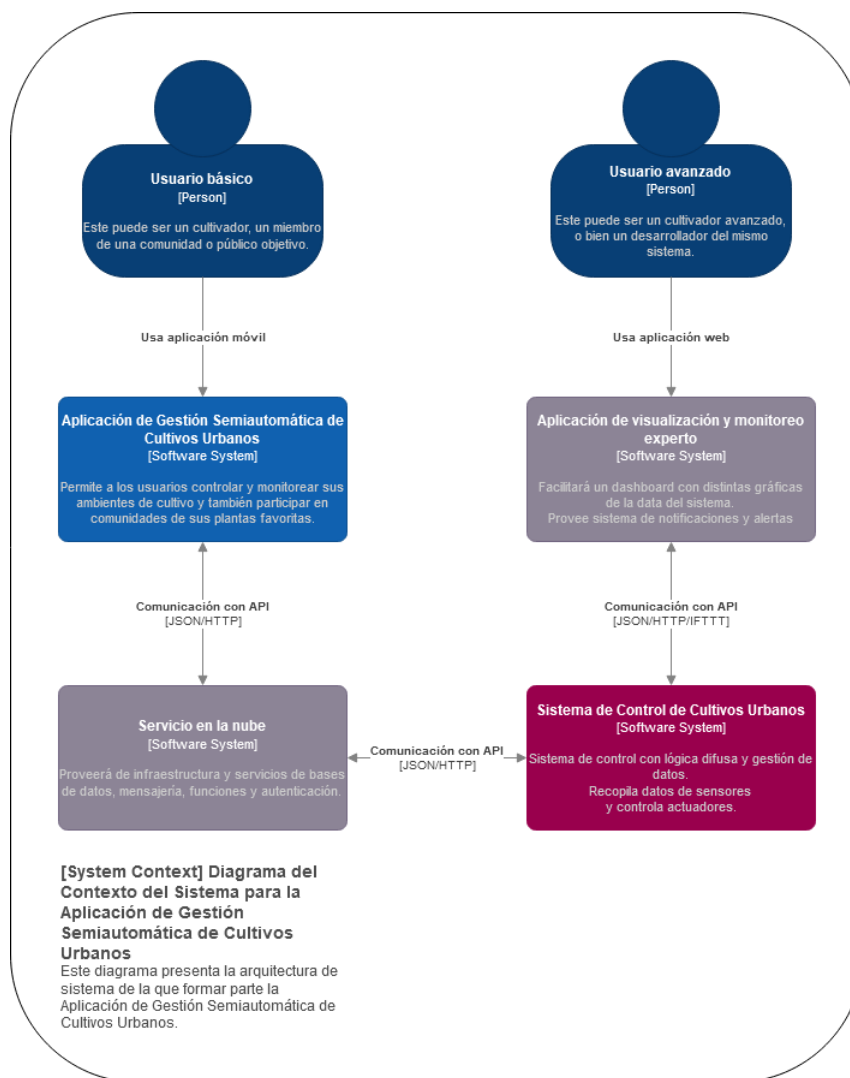 Usuario básico
[Person]
Este puede ser un cultivador, un miembro
de una comunidad o público objetivo.
Usuario avanzado
[Person]
Este puede ser un cultivador avanzado,
o bien un desarrollador del mismo
sistema.
Usa aplicación móvil
Usa aplicación web
Aplicación de Gestión Semiautomática de
Cultivos Urbanos
[Software System]
Permite a los usuarios controlar y monitorear sus
ambientes de cultivo y también participar en
comunidades de sus plantas favoritas.
Aplicación de visualización y monitoreo
experto
[Software System]
Facilitará un dashboard con distintas gráficas
de la data del sistema.
Provee sistema de notificaciones y alertas
Comunicación con API
[JSON/HTTP]
Comunicación con API
[JSON/HTTP/IFTTT]
Servicio en la nube
[Software System]
Proveerá de infraestructura y servicios de bases
de datos, mensajería, funciones y autenticación.
Comunicación con API
[JSON/HTTP]
Sistema de Control de Cultivos Urbanos
[Software System]
Sistema de control con lógica difusa y gestión de
datos.
Recopila datos de sensores
y controla actuadores.
[System Context] Diagrama del
Contexto del Sistema para la
Aplicación de Gestión
Semiautomática de Cultivos
Urbanos
Este diagrama presenta la arquitectura de
sistema de la que formar parte la
Aplicación de Gestión Semiautomática de
Cultivos Urbanos.